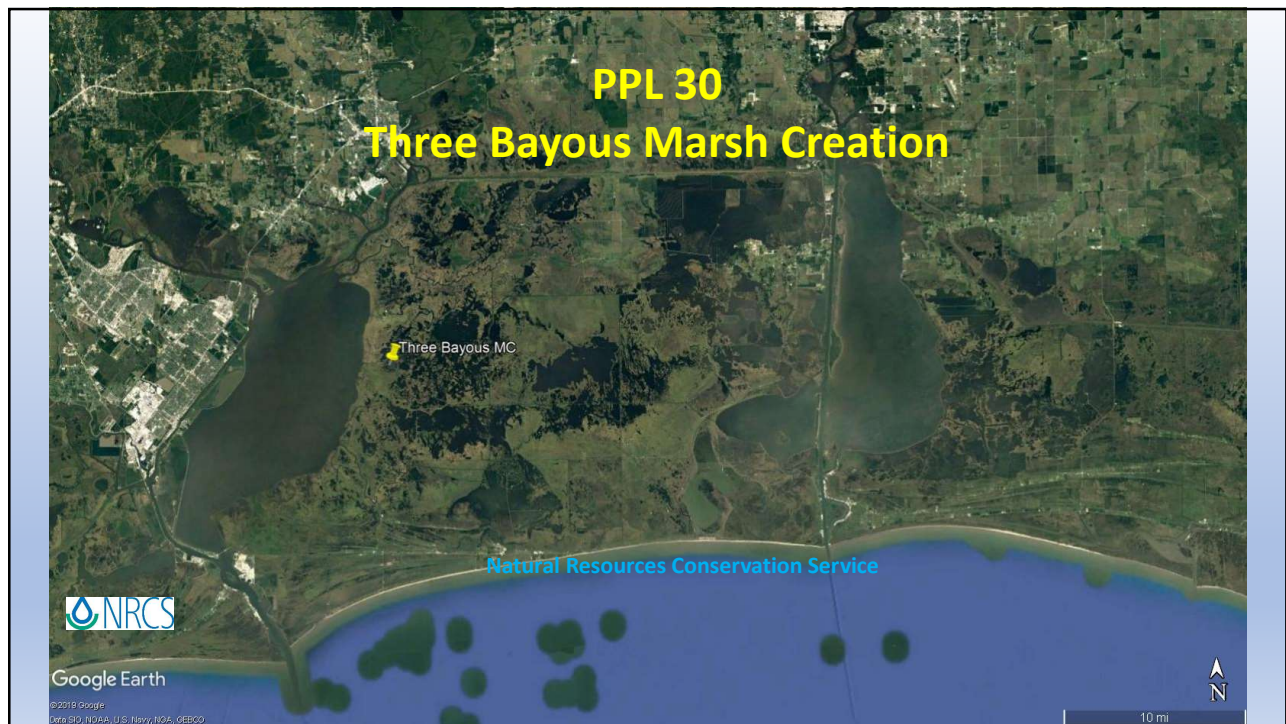 PPL 30
Three Bayous Marsh Creation
Three Bayous MC
Natural Resources Conservation Service
NRCS
Google Earth
©2019 Google
Data SIO, NOAA, U.S. Navy, NGA, GEBCO
N
10 mi